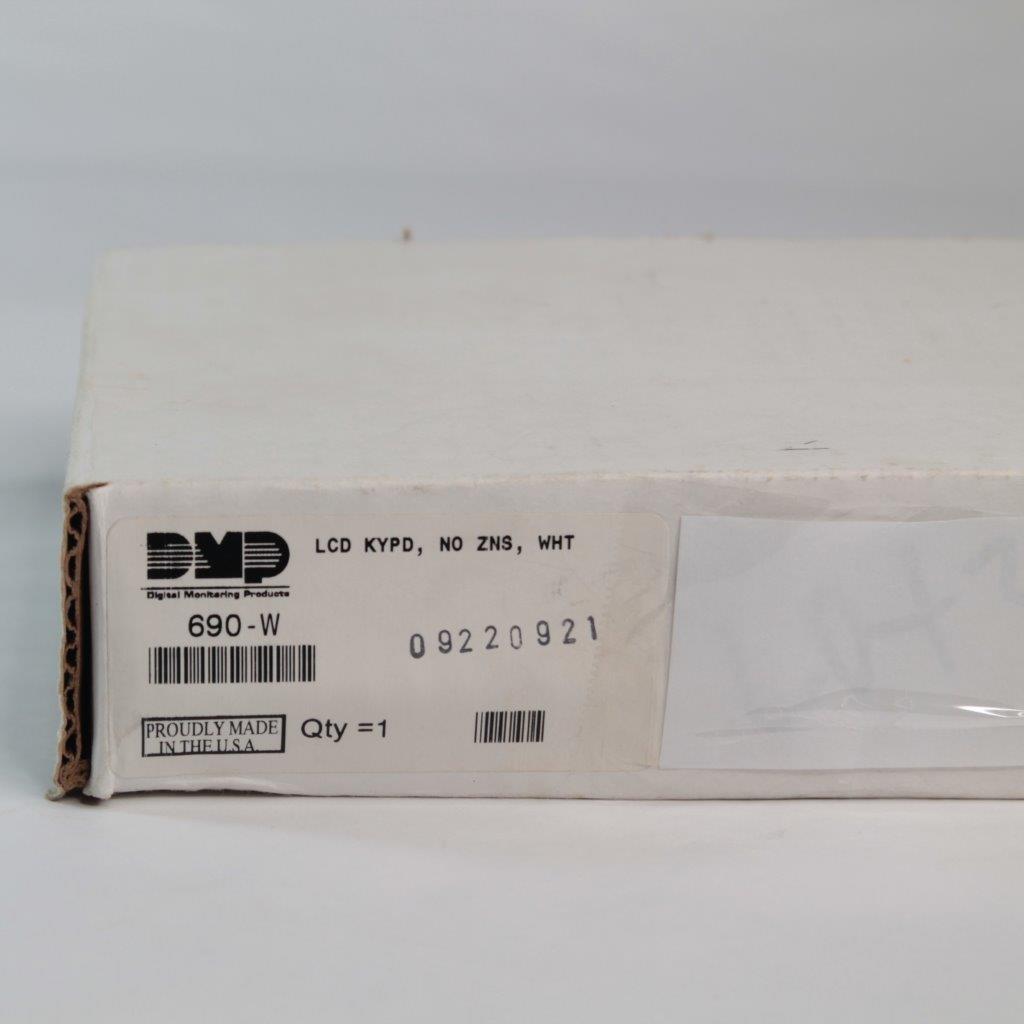 DMP
LCD KYPD, NO ZNS, WHT
Digital Monitoring Products
690-W
09220921
PROUDLY MADE
IN THE U.S.A.
Qty =1